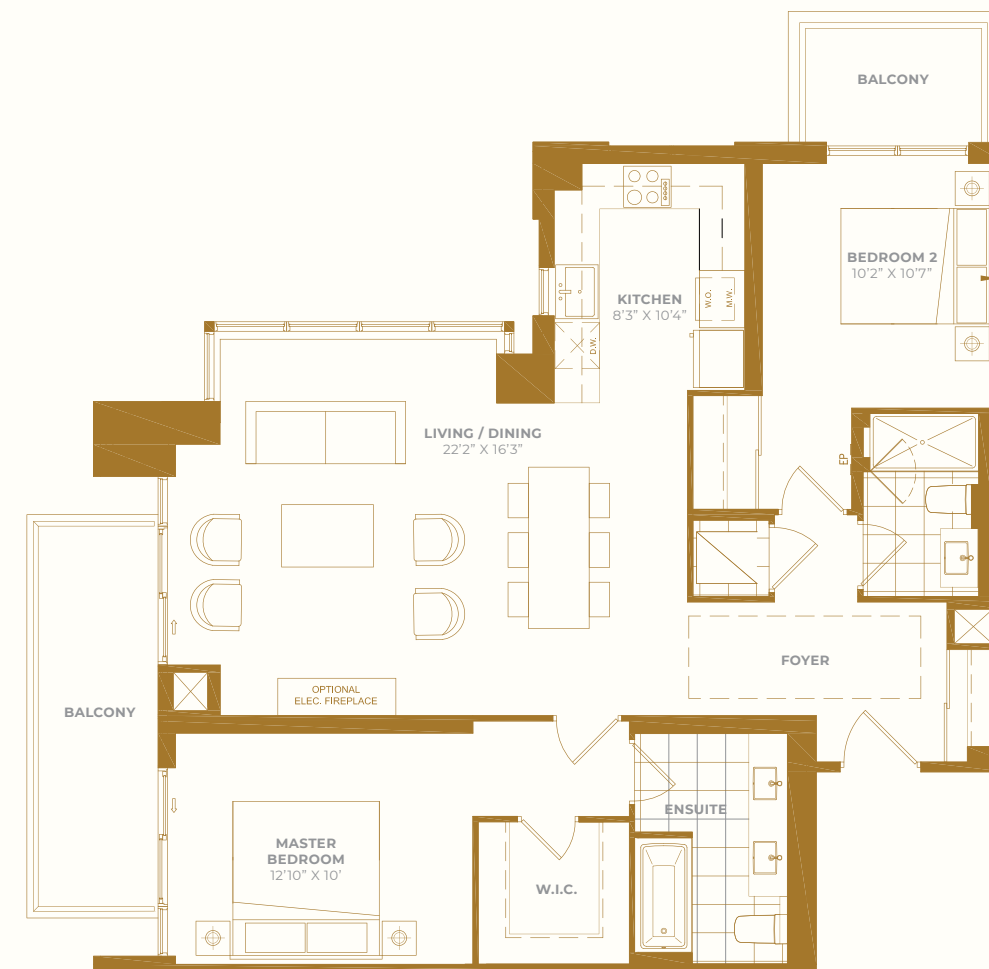 BALCONY
BEDROOM 2
10’2” X 10’7”
KITCHEN
8’3” X 10’4”
W.O.
M.W.
D.W.
LIVING / DINING
22’2” X 16’3”
EP
FOYER
OPTIONAL
ELEC. FIREPLACE
BALCONY
ENSUITE
MASTER
BEDROOM
12’10” X 10’
W.I.C.